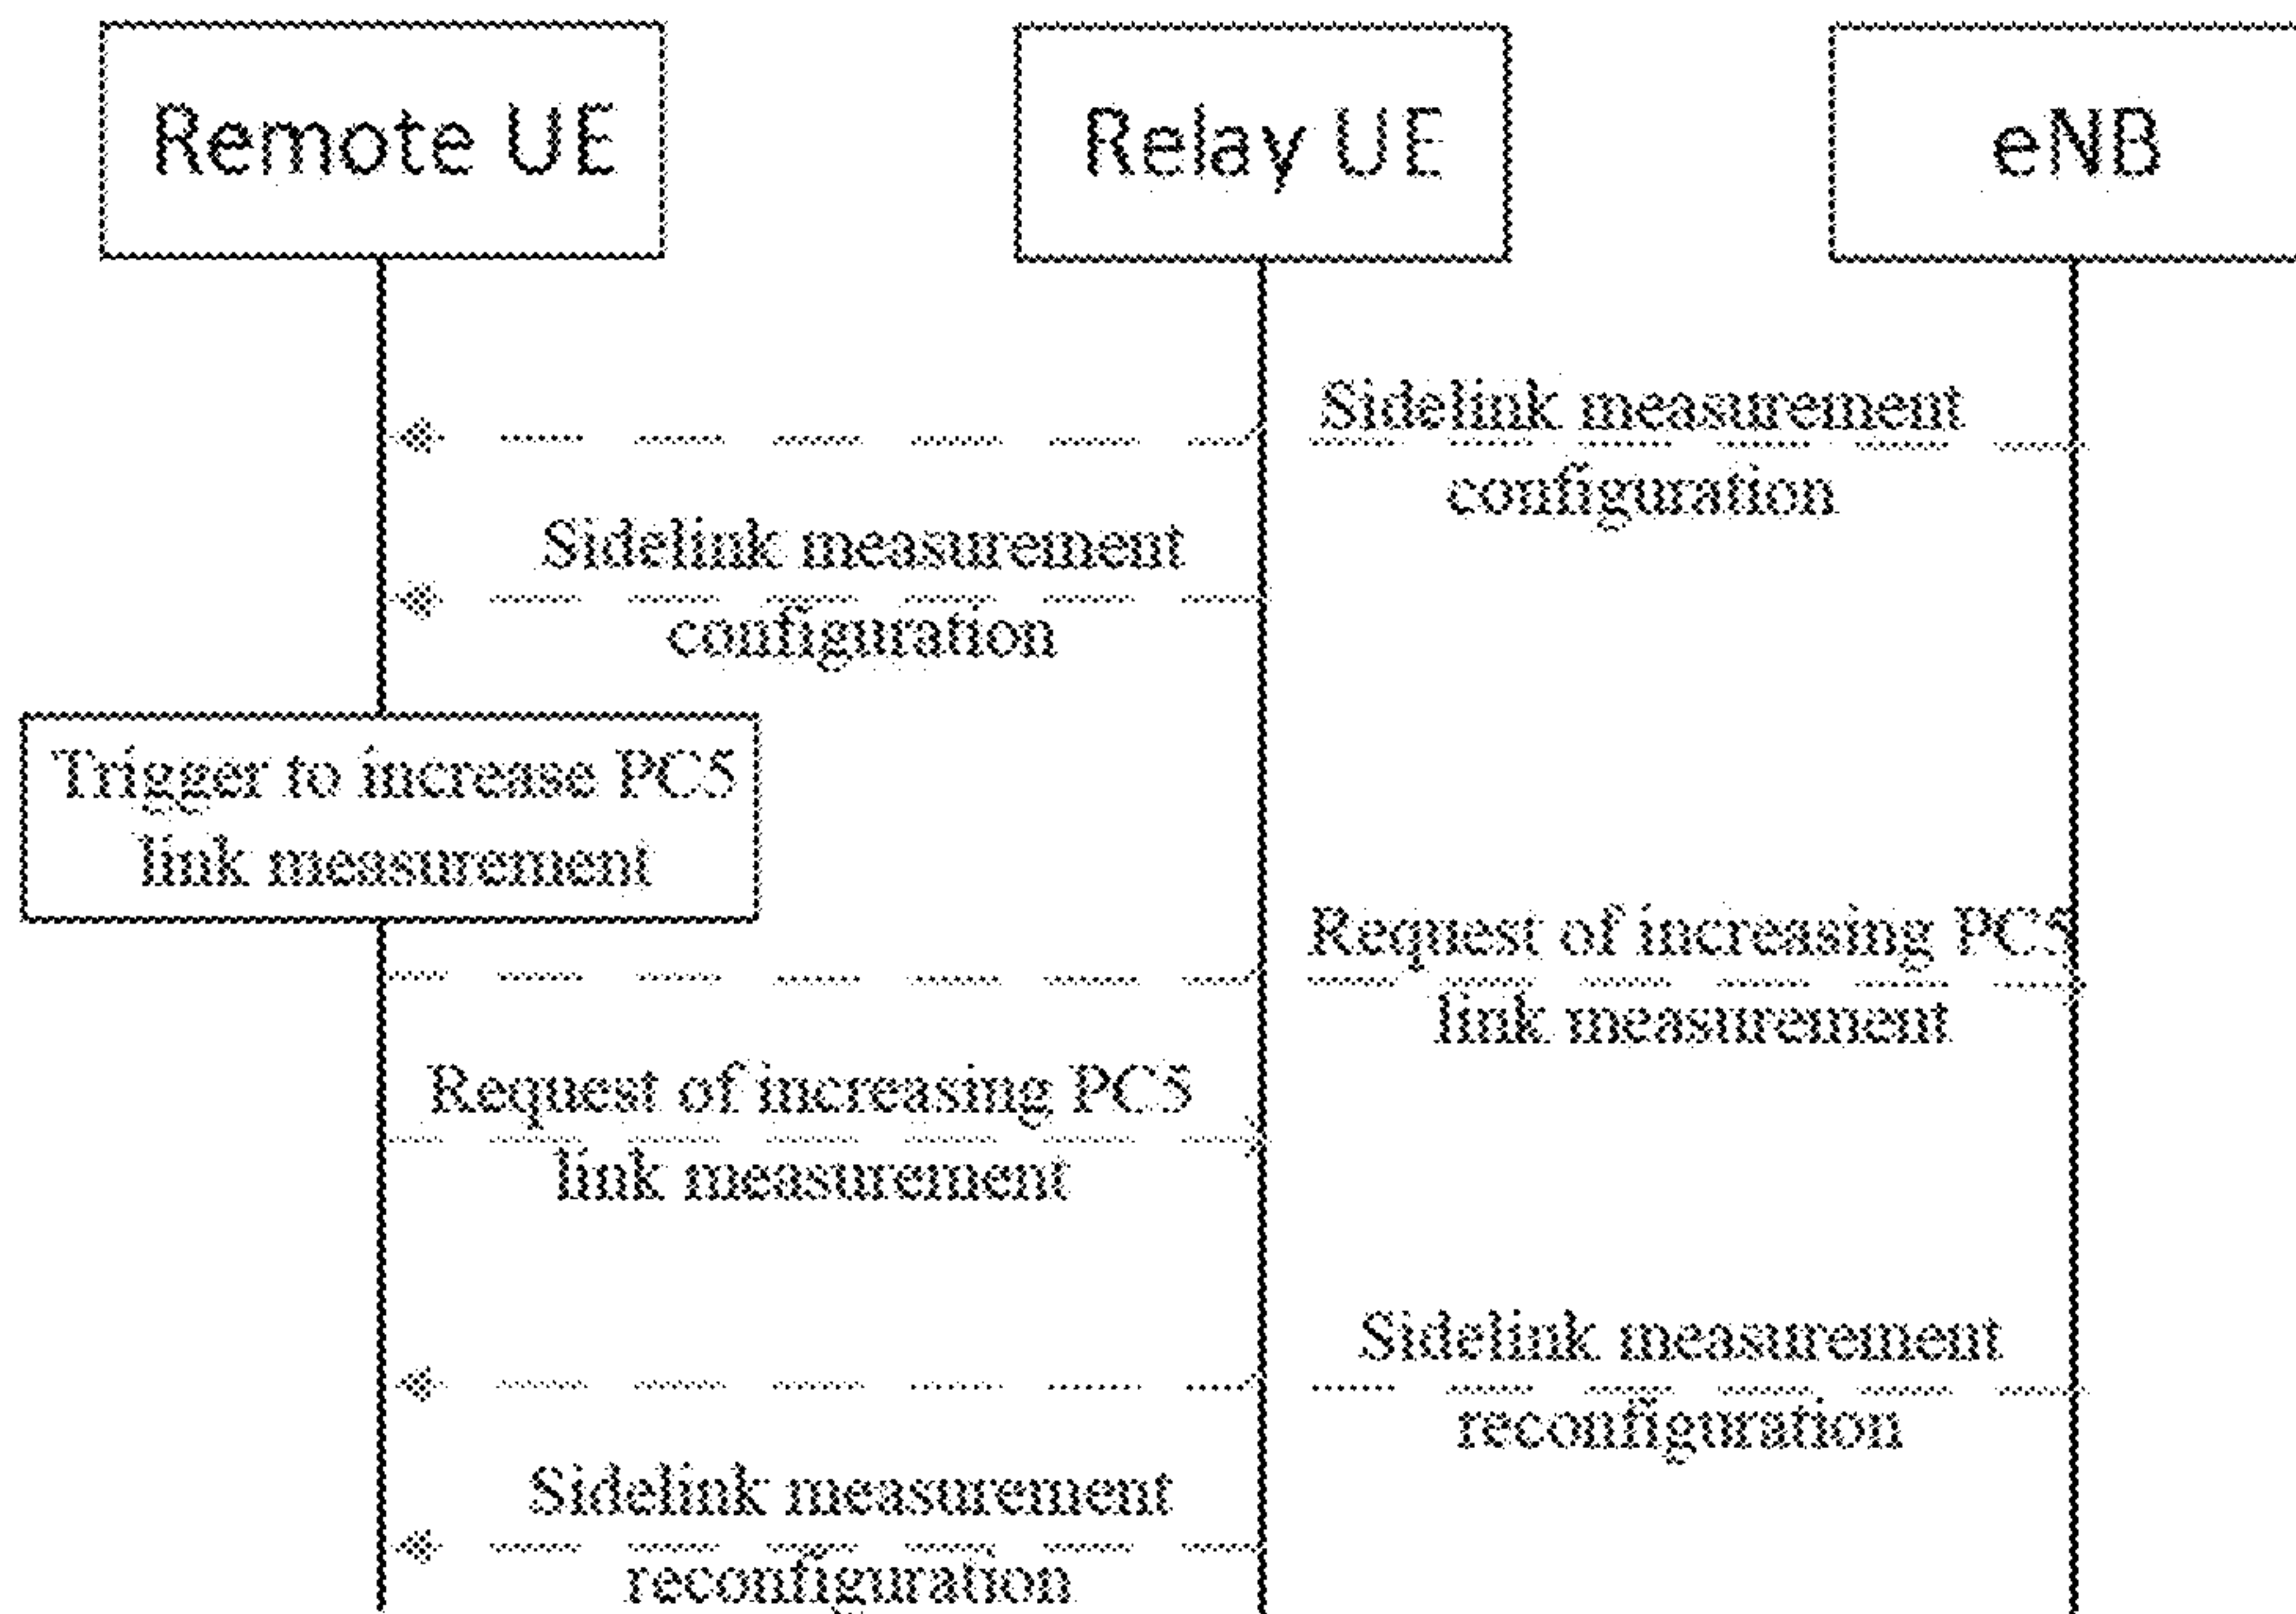 Remote UE
Relay UE
eNB
Sidelink measurement
configuration
Sidelink measurement
configuration
Trigger to increase PC5
link measurement
Request of increasing PC5
link measurement
Request of increasing PC5
link measurement
Sidelink measurement
reconfiguration
Sidelink measurement
reconfiguration